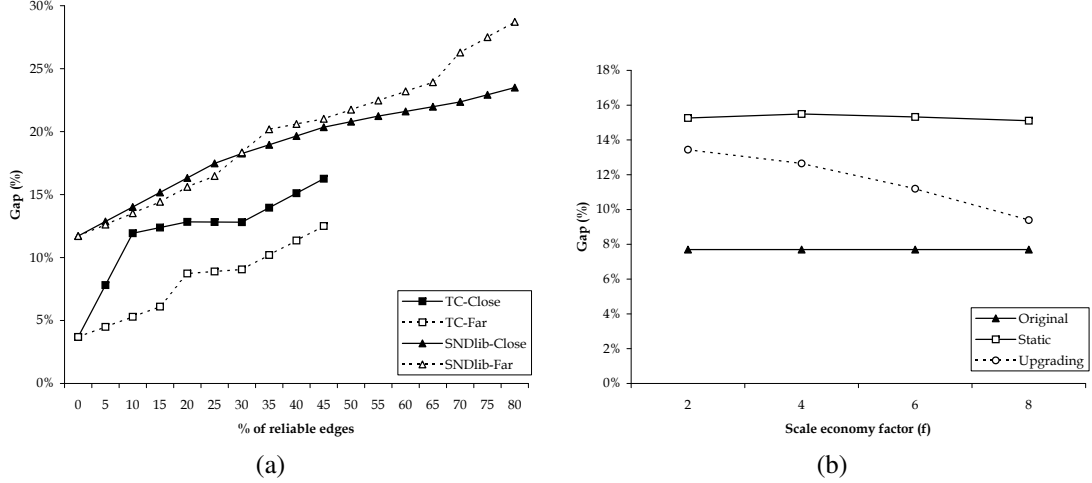 30%
25%
20%
15%
10%
5%
0%
Gap (%)
0 5 10 15 20 25 30 35 40 45 50 55 60 65 70 75 80
% of reliable edges
TC-Close
TC-Far
SNDlib-Close
SNDlib-Far
(a)
18%
16%
14%
12%
10%
8%
6%
4%
2%
0%
Gap (%)
2 4 6 8
Scale economy factor (f)
Original
Static
Upgrading
(b)